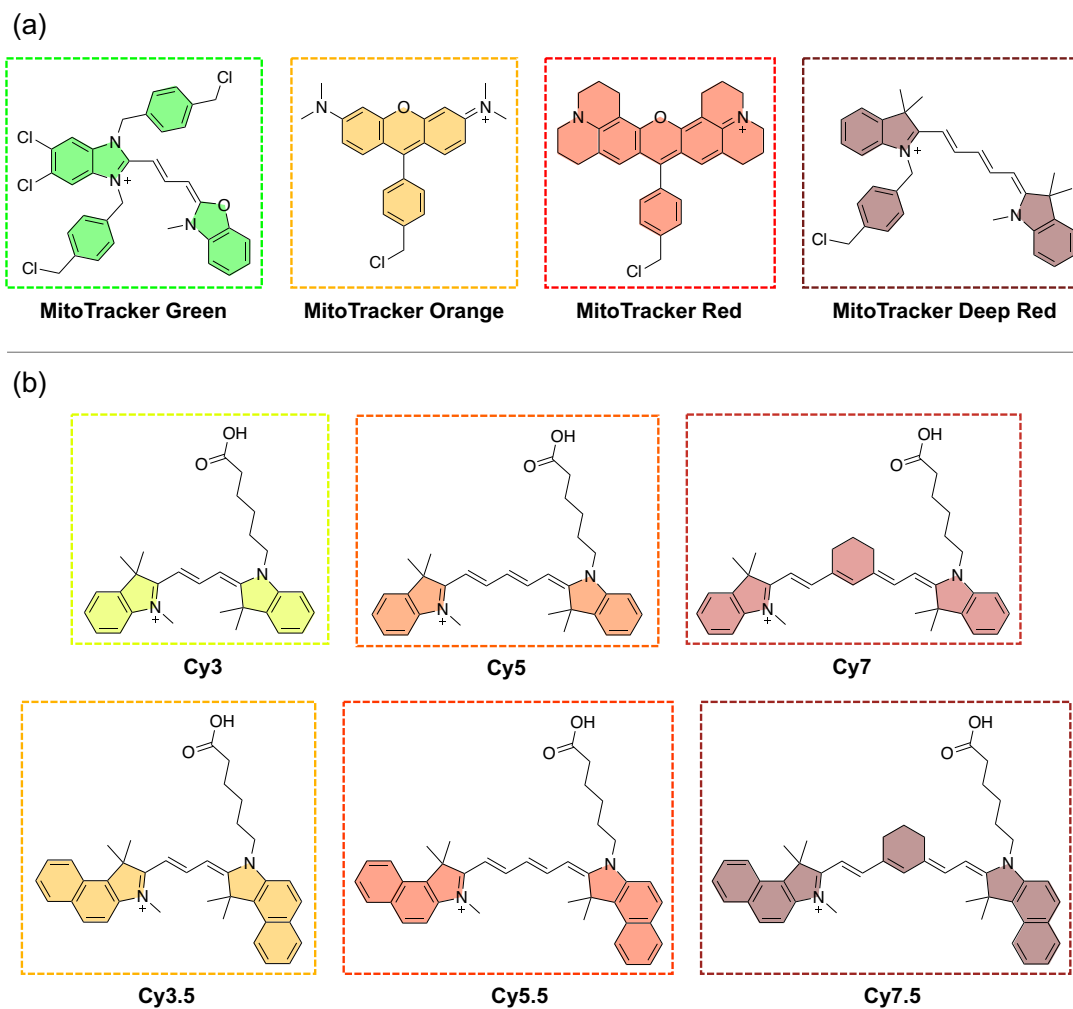 (a)
Cl
Cl
Cl
N
N
+
O
N
Cl
N
O
N
+
Cl
N
O
N
+
Cl
+
N
N
Cl
MitoTracker Green
MitoTracker Orange
MitoTracker Red
MitoTracker Deep Red
(b)
OH
O
N
N
+
OH
O
N
N
+
OH
O
N
N
+
Cy3
Cy5
Cy7
OH
O
N
N
+
OH
O
N
N
+
OH
O
N
N
+
Cy3.5
Cy5.5
Cy7.5